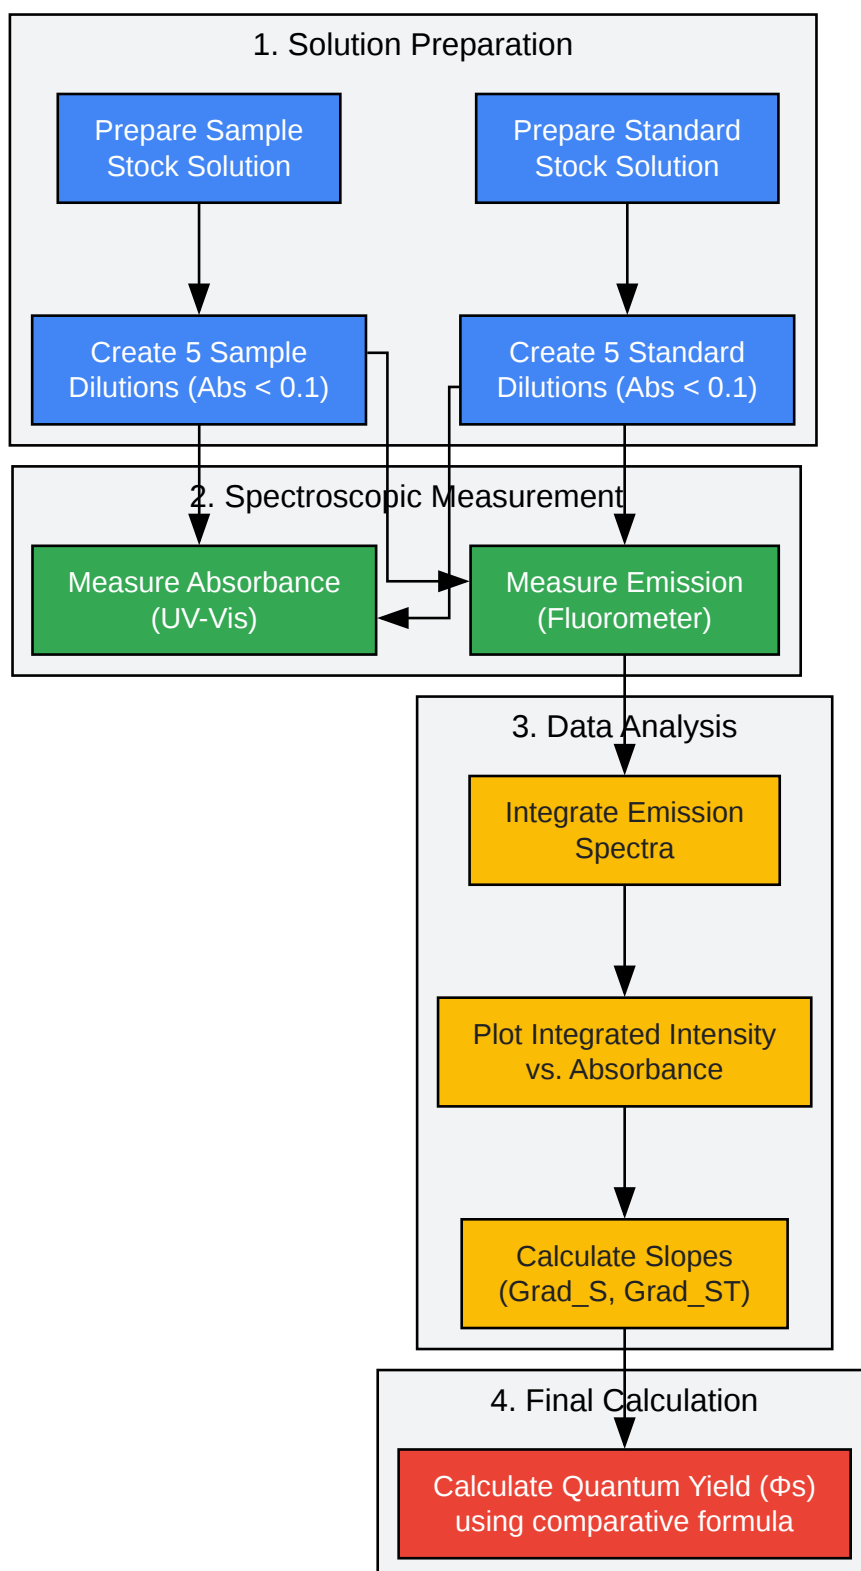 1. Solution Preparation
Prepare Sample
Stock Solution
Prepare Standard
Stock Solution
Create 5 Sample
Dilutions (Abs < 0.1)
Create 5 Standard
Dilutions (Abs < 0.1)
2. Spectroscopic Measurement
Measure Absorbance
(UV-Vis)
Measure Emission
(Fluorometer)
3. Data Analysis
Integrate Emission
Spectra
Plot Integrated Intensity
vs. Absorbance
Calculate Slopes
(Grad_S, Grad_ST)
4. Final Calculation
Calculate Quantum Yield (Φs)
using comparative formula